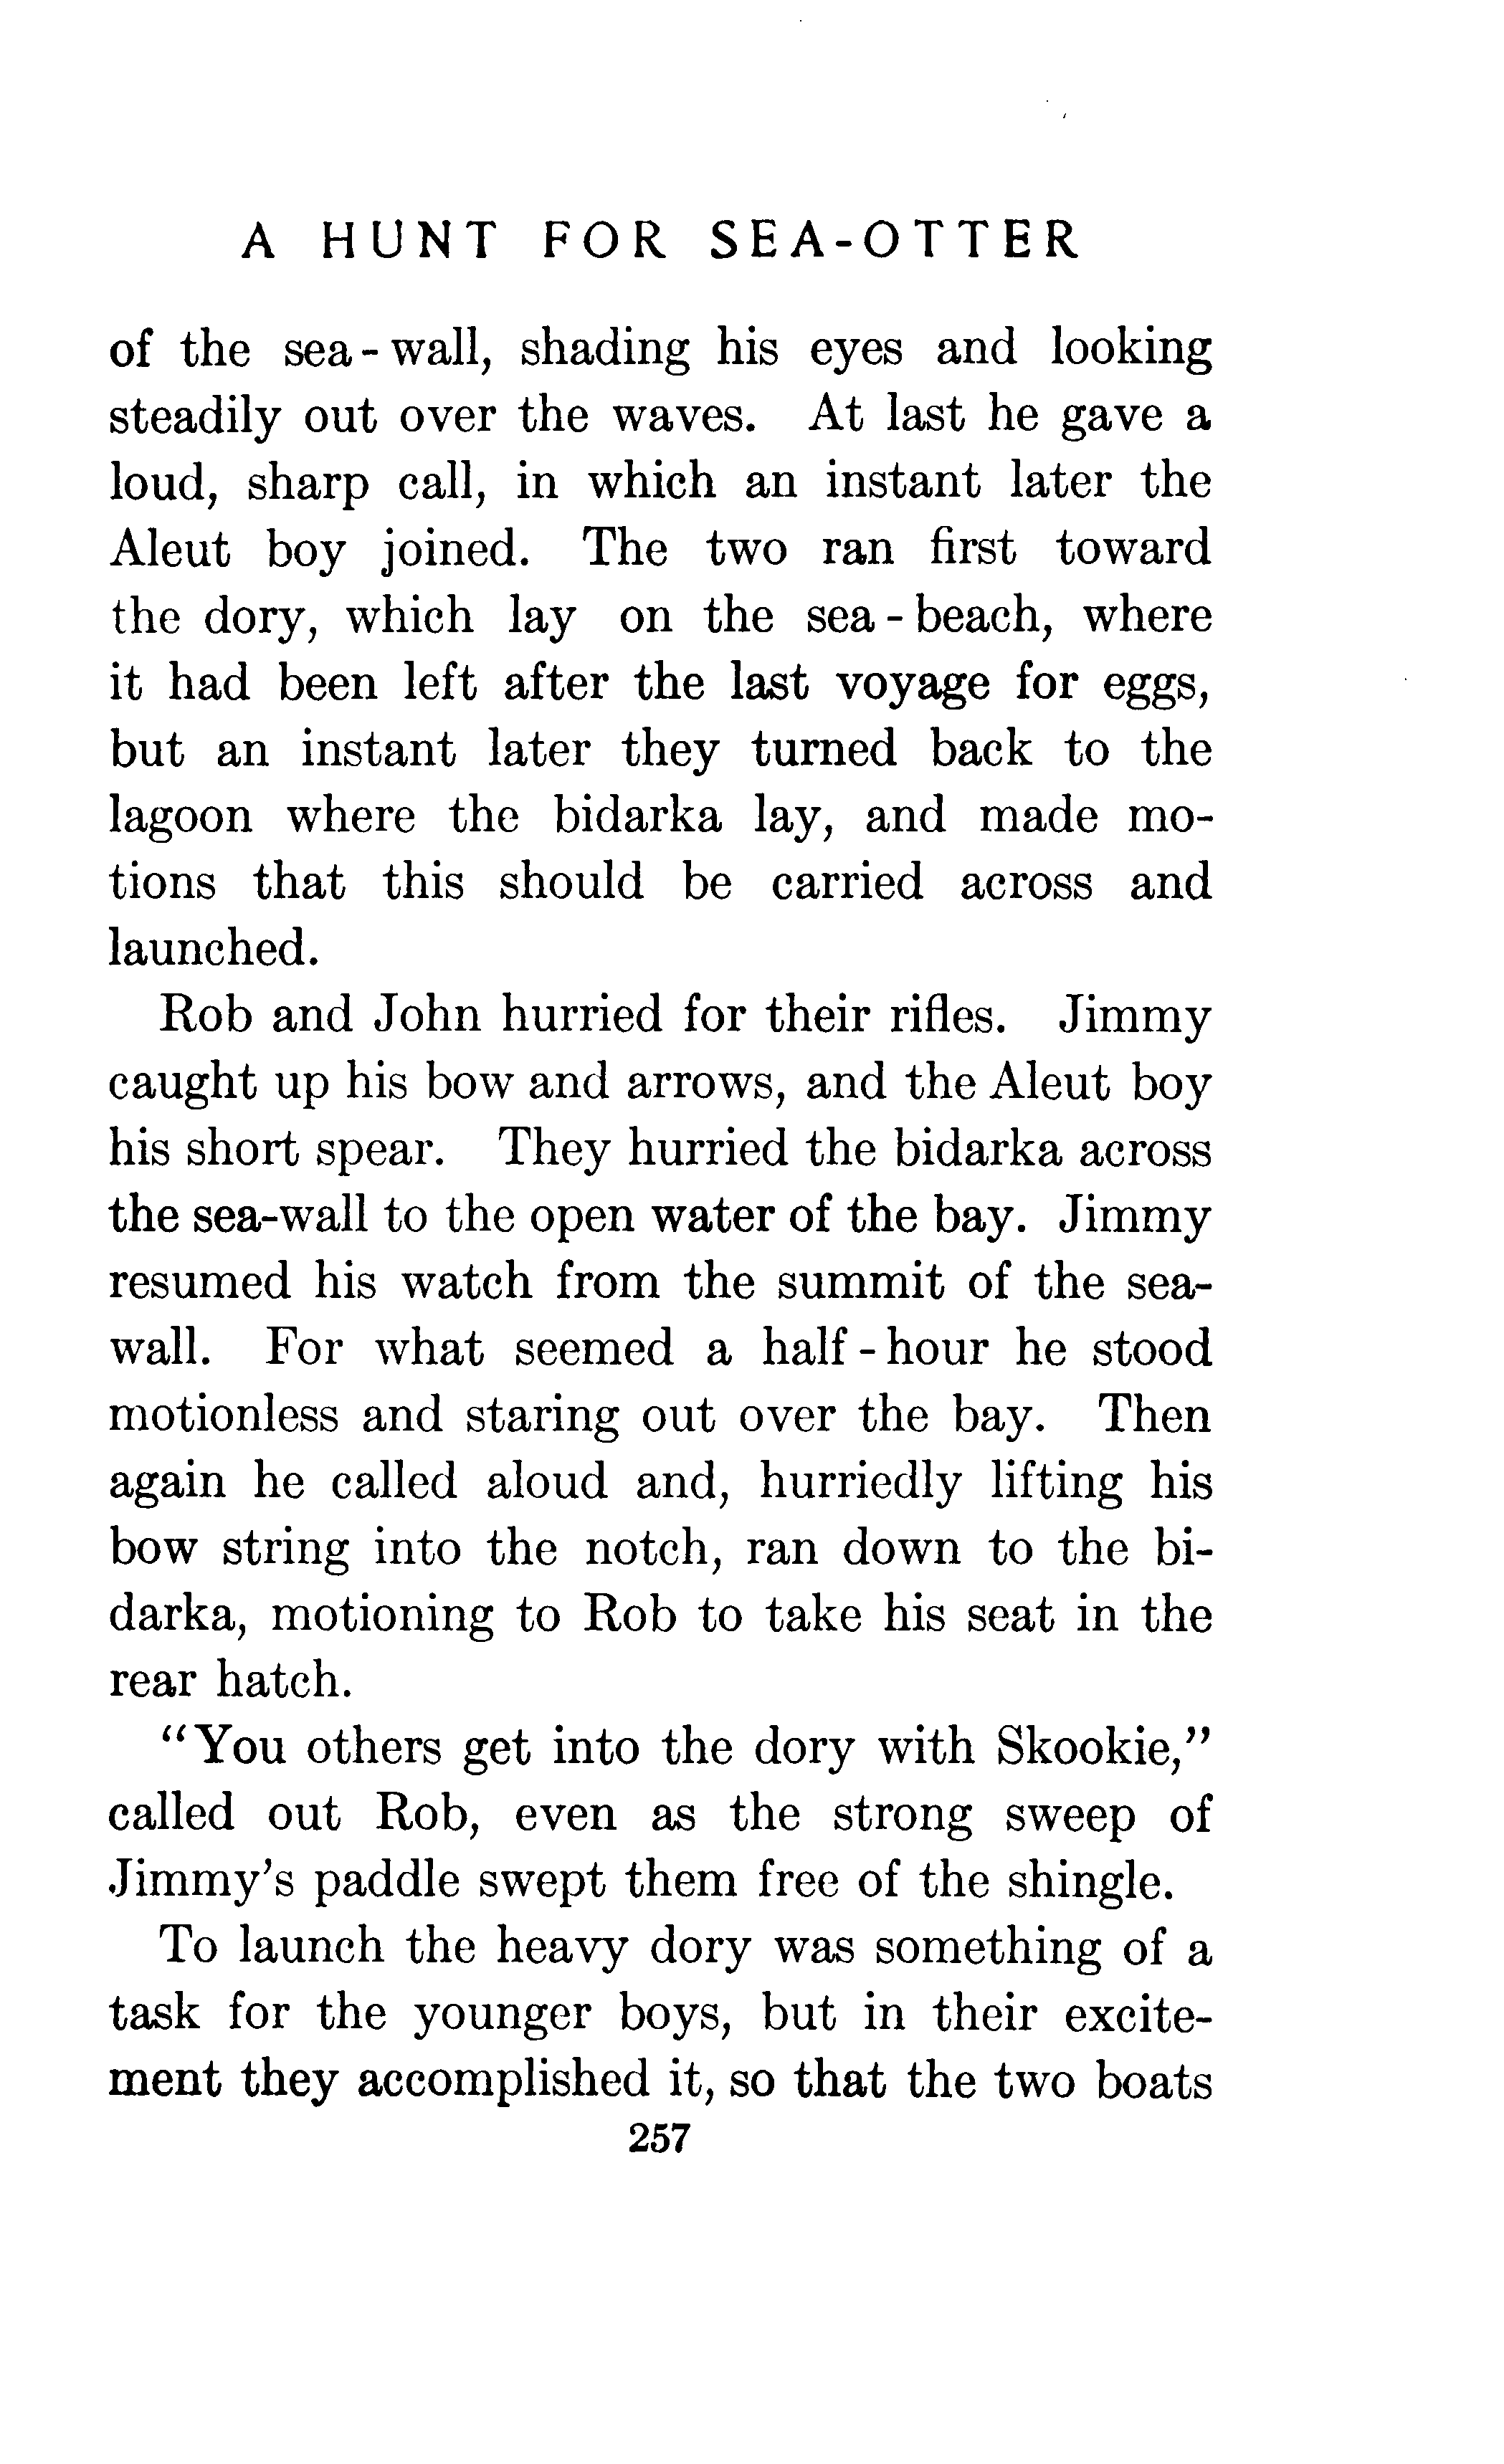 A HUNT FOR SEA-OTTER
of the sea-wall, shading his eyes and looking
steadily out over the waves. At last he gave a
loud, sharp call, in which an instant later the
Aleut boy joined. The two ran first toward
the dory, which lay on the sea-beach, where
it had been left after the last voyage for eggs,
but an instant later they turned back to the
lagoon where the bidarka lay, and made mo-
tions that this should be carried across and
launched.
Rob and John hurried for their rifles. Jimmy
caught up his bow and arrows, and the Aleut boy
his short spear. They hurried the bidarka across
the sea-wall to the open water of the bay. Jimmy
resumed his watch from the summit of the sea-
wall. For what seemed a half-hour he stood
motionless and staring out over the bay. Then
again he called aloud and, hurriedly lifting his
bow string into the notch, ran down to the bi-
darka, motioning to Rob to take his seat in the
rear hatch.
"You others get into the dory with Skookie,"
called out Rob, even as the strong sweep of
Jimmy's paddle swept them free of the shingle.
To launch the heavy dory was something of a
task for the younger boys, but in their excite-
ment they accomplished it, so that the two boats
257